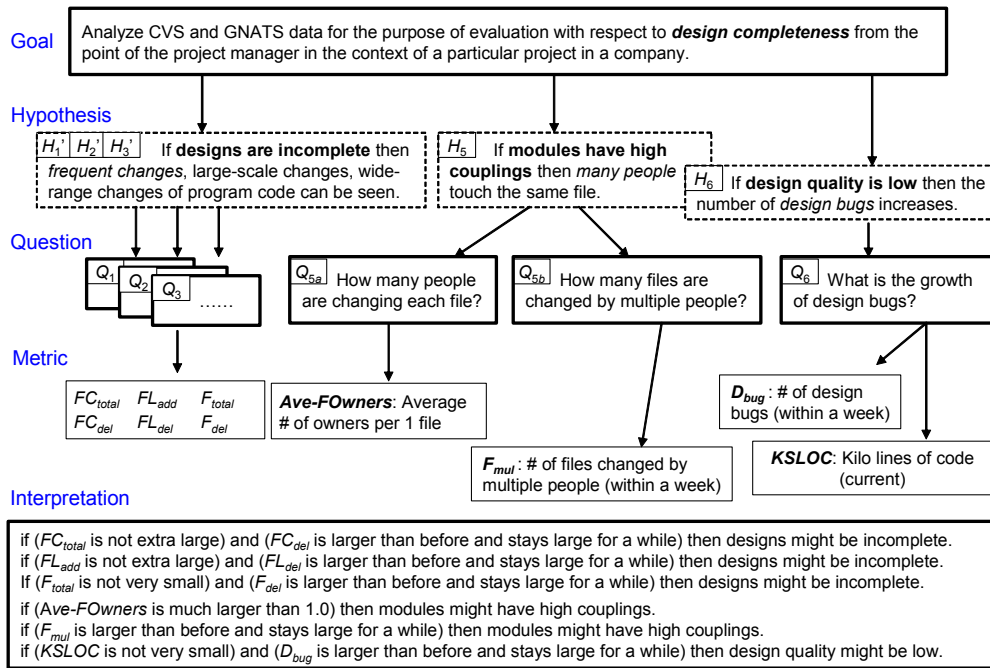 Goal
Analyze CVS and GNATS data for the purpose of evaluation with respect to design completeness from the
point of the project manager in the context of a particular project in a company.
Hypothesis
H1’ H2’ H3’ If designs are incomplete then
frequent changes, large-scale changes, wide-
range changes of program code can be seen.
H5 If modules have high
couplings then many people
touch the same file.
H6 If design quality is low then the
number of design bugs increases.
Question
Q1
Q2
Q3
......
Q5a How many people
are changing each file?
Q5b How many files are
changed by multiple people?
Q6 What is the growth
of design bugs?
Metric
FCtotal FLadd Ftotal
FCdel FLdel Fdel
Ave-FOwners: Average
# of owners per 1 file
Fmul : # of files changed by
multiple people (within a week)
Dbug: # of design
bugs (within a week)
KSLOC: Kilo lines of code
(current)
Interpretation
if (FCtotal is not extra large) and (FCdel is larger than before and stays large for a while) then designs might be incomplete.
if (FLadd is not extra large) and (FLdel is larger than before and stays large for a while) then designs might be incomplete.
If (Ftotal is not very small) and (Fdel is larger than before and stays large for a while) then designs might be incomplete.
if (Ave-FOwners is much larger than 1.0) then modules might have high couplings.
if (Fmul is larger than before and stays large for a while) then modules might have high couplings.
if (KSLOC is not very small) and (Dbug is larger than before and stays large for a while) then design quality might be low.